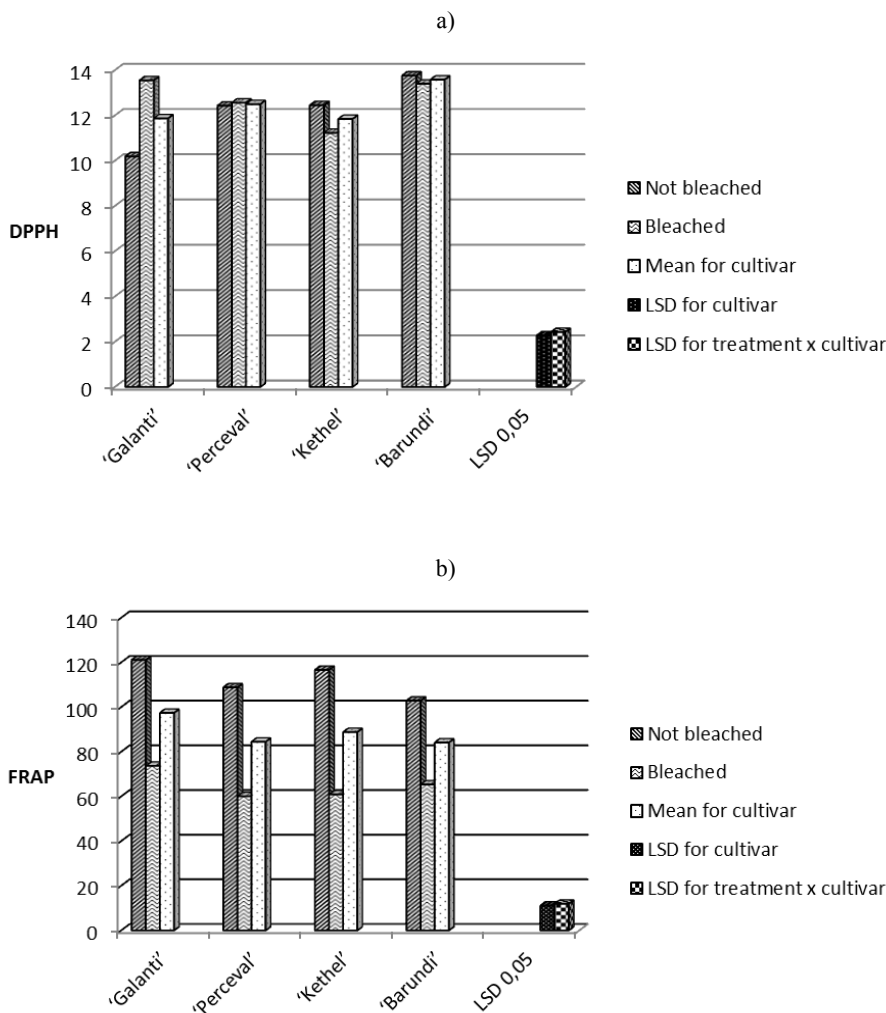 a)
14
12
10
8
6
4
2
0
DPPH
‘Galanti’
‘Perceval’
‘Kethel’
‘Barundi’
LSD 0,05
Not bleached
Bleached
Mean for cultivar
LSD for cultivar
LSD for treatment x cultivar
b)
140
120
100
80
60
40
20
0
FRAP
‘Galanti’
‘Perceval’
‘Kethel’
‘Barundi’
LSD 0,05
Not bleached
Bleached
Mean for cultivar
LSD for cultivar
LSD for treatment x cultivar